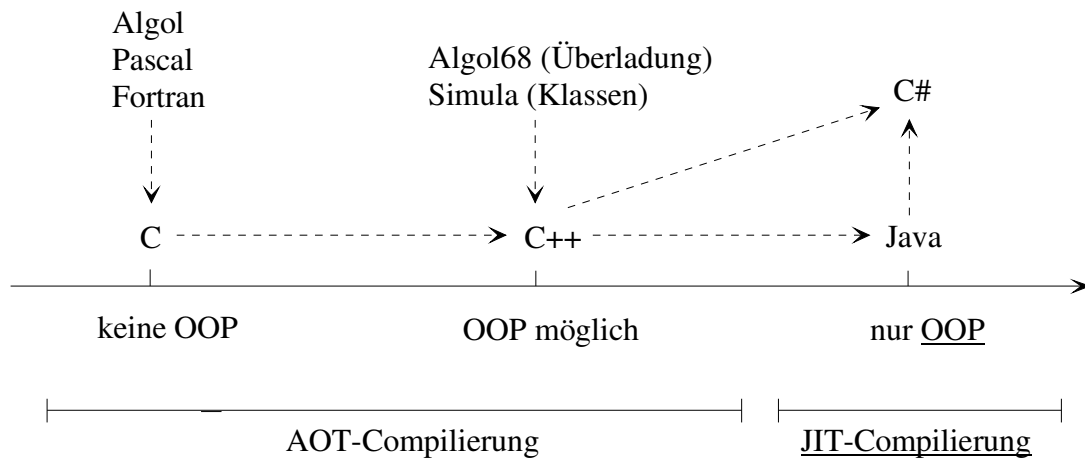 Algol
Pascal
Fortran
Algol68 (Überladung)
Simula (Klassen)
C#
C
C++
Java
keine OOP
OOP möglich
nur OOP
AOT-Compilierung
JIT-Compilierung